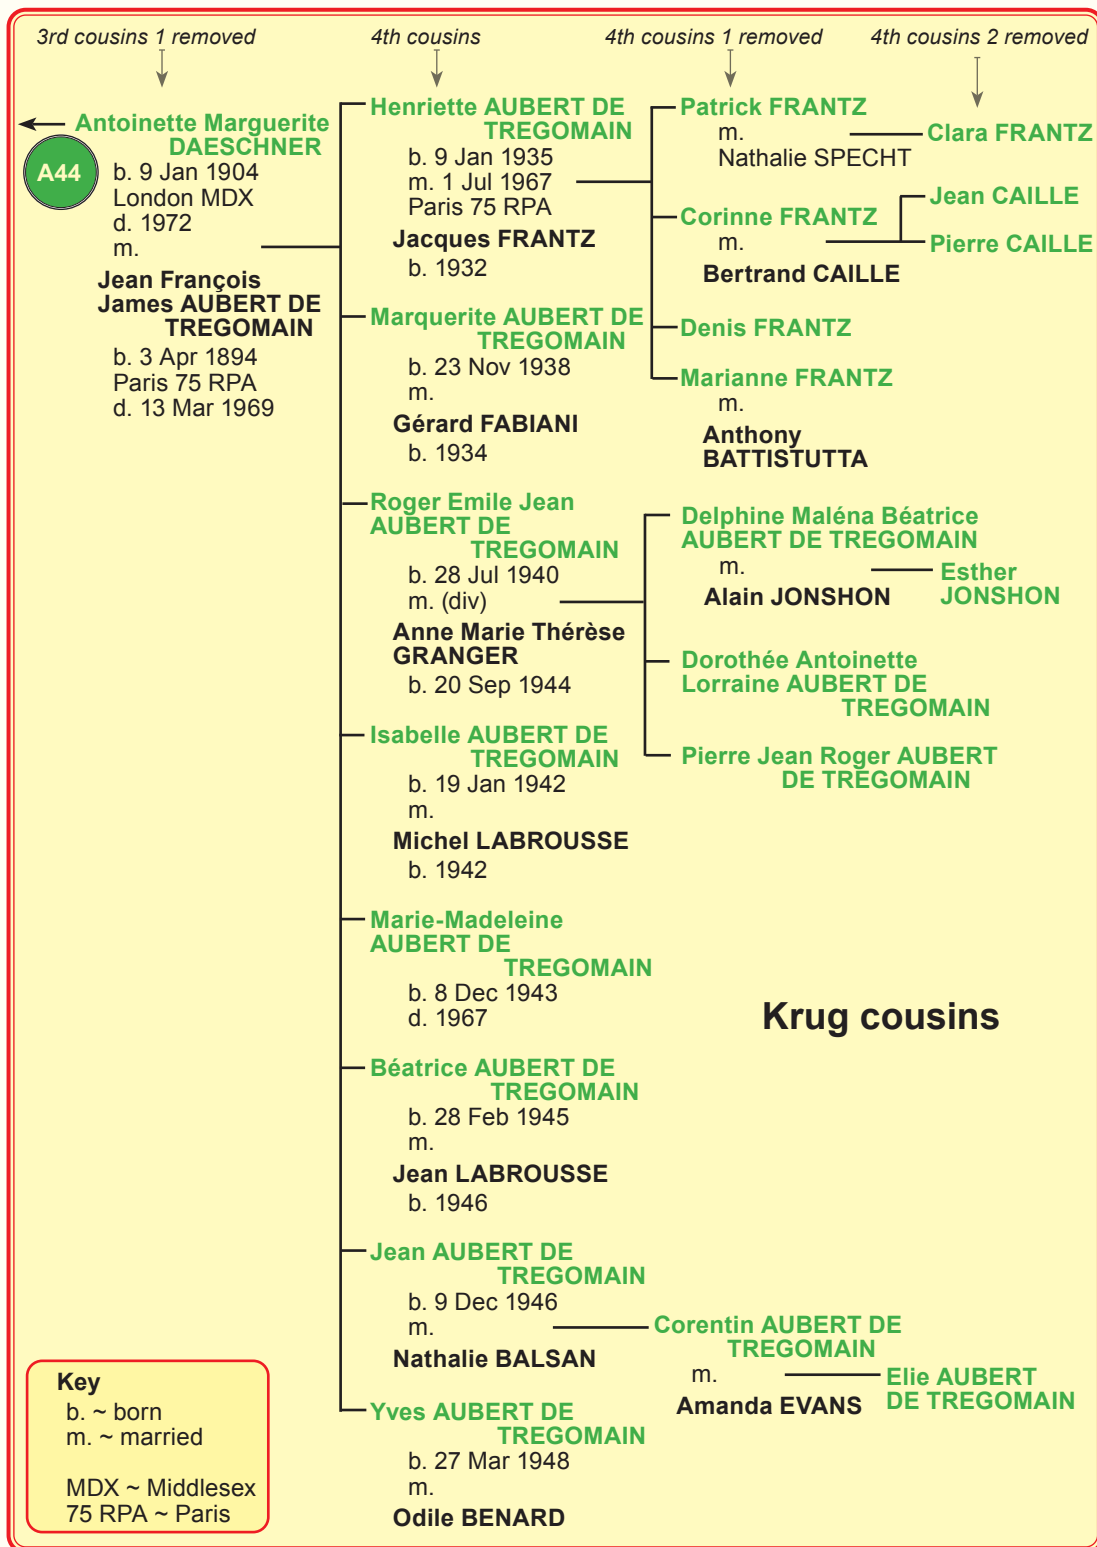 3rd cousins 1 removed
4th cousins
4th cousins 1 removed
4th cousins 2 removed
Antoinette Marguerite
DAESCHNER
A44
b. 9 Jan 1904
London MDX
d. 1972
m.
Jean François
James AUBERT DE
TREGOMAIN
b. 3 Apr 1894
Paris 75 RPA
d. 13 Mar 1969
Henriette AUBERT DE
TREGOMAIN
b. 9 Jan 1935
m. 1 Jul 1967
Paris 75 RPA
Jacques FRANTZ
b. 1932
Marquerite AUBERT DE
TREGOMAIN
b. 23 Nov 1938
m.
Gérard FABIANI
b. 1934
Roger Emile Jean
AUBERT DE
TREGOMAIN
b. 28 Jul 1940
m. (div)
Anne Marie Thérèse
GRANGER
b. 20 Sep 1944
Isabelle AUBERT DE
TREGOMAIN
b. 19 Jan 1942
m.
Michel LABROUSSE
b. 1942
Marie-Madeleine
AUBERT DE
TREGOMAIN
b. 8 Dec 1943
d. 1967
Béatrice AUBERT DE
TREGOMAIN
b. 28 Feb 1945
m.
Jean LABROUSSE
b. 1946
Jean AUBERT DE
TREGOMAIN
b. 9 Dec 1946
m.
Nathalie BALSAN
Yves AUBERT DE
TREGOMAIN
b. 27 Mar 1948
m.
Odile BENARD
Patrick FRANTZ
m.
Nathalie SPECHT
Corinne FRANTZ
m.
Bertrand CAILLE
Denis FRANTZ
Marianne FRANTZ
m.
Anthony
BATTISTUTTA
Delphine Maléna Béatrice
AUBERT DE TREGOMAIN
m.
Alain JONSHON
Dorothée Antoinette
Lorraine AUBERT DE
TREGOMAIN
Pierre Jean Roger AUBERT
DE TREGOMAIN
Corentin AUBERT DE
TREGOMAIN
m.
Amanda EVANS
Clara FRANTZ
Jean CAILLE
Pierre CAILLE
Esther
JONSHON
Elie AUBERT
DE TREGOMAIN
Krug cousins
Key
b. ~ born
m. ~ married
MDX ~ Middlesex
75 RPA ~ Paris